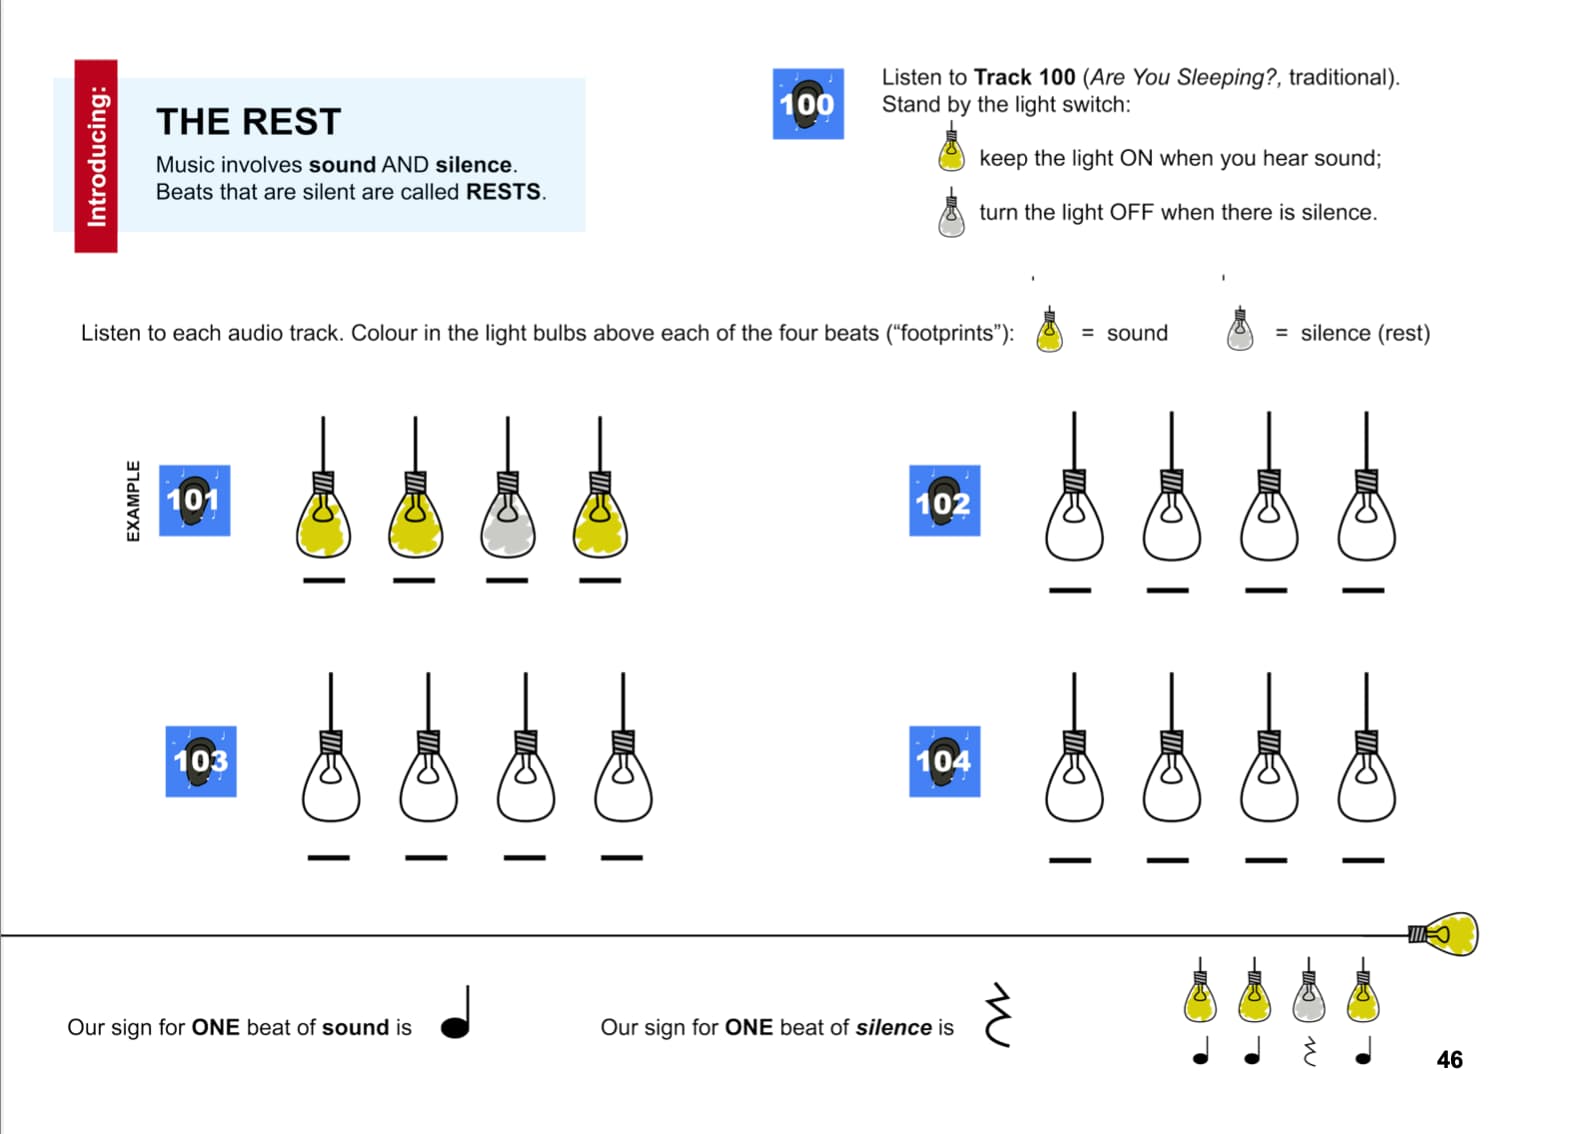 Introducing:
THE REST
Music involves sound AND silence.
Beats that are silent are called RESTS.
100
Listen to Track 100 (Are You Sleeping?, traditional).
Stand by the light switch:
keep the light ON when you hear sound;
turn the light OFF when there is silence.
Listen to each audio track. Colour in the light bulbs above each of the four beats (“footprints”):
= sound
= silence (rest)
EXAMPLE
101
102
103
104
Our sign for ONE beat of sound is
Our sign for ONE beat of silence is
46